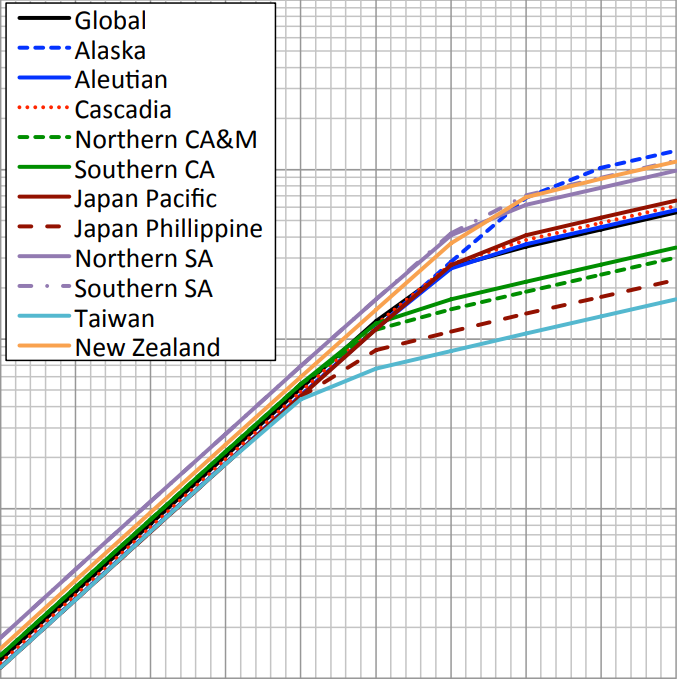 Global
Alaska
Aleutian
Cascadia
Northern CA&M
Southern CA
Japan Pacific
Japan Phillippine
Northern SA
Southern SA
Taiwan
New Zealand